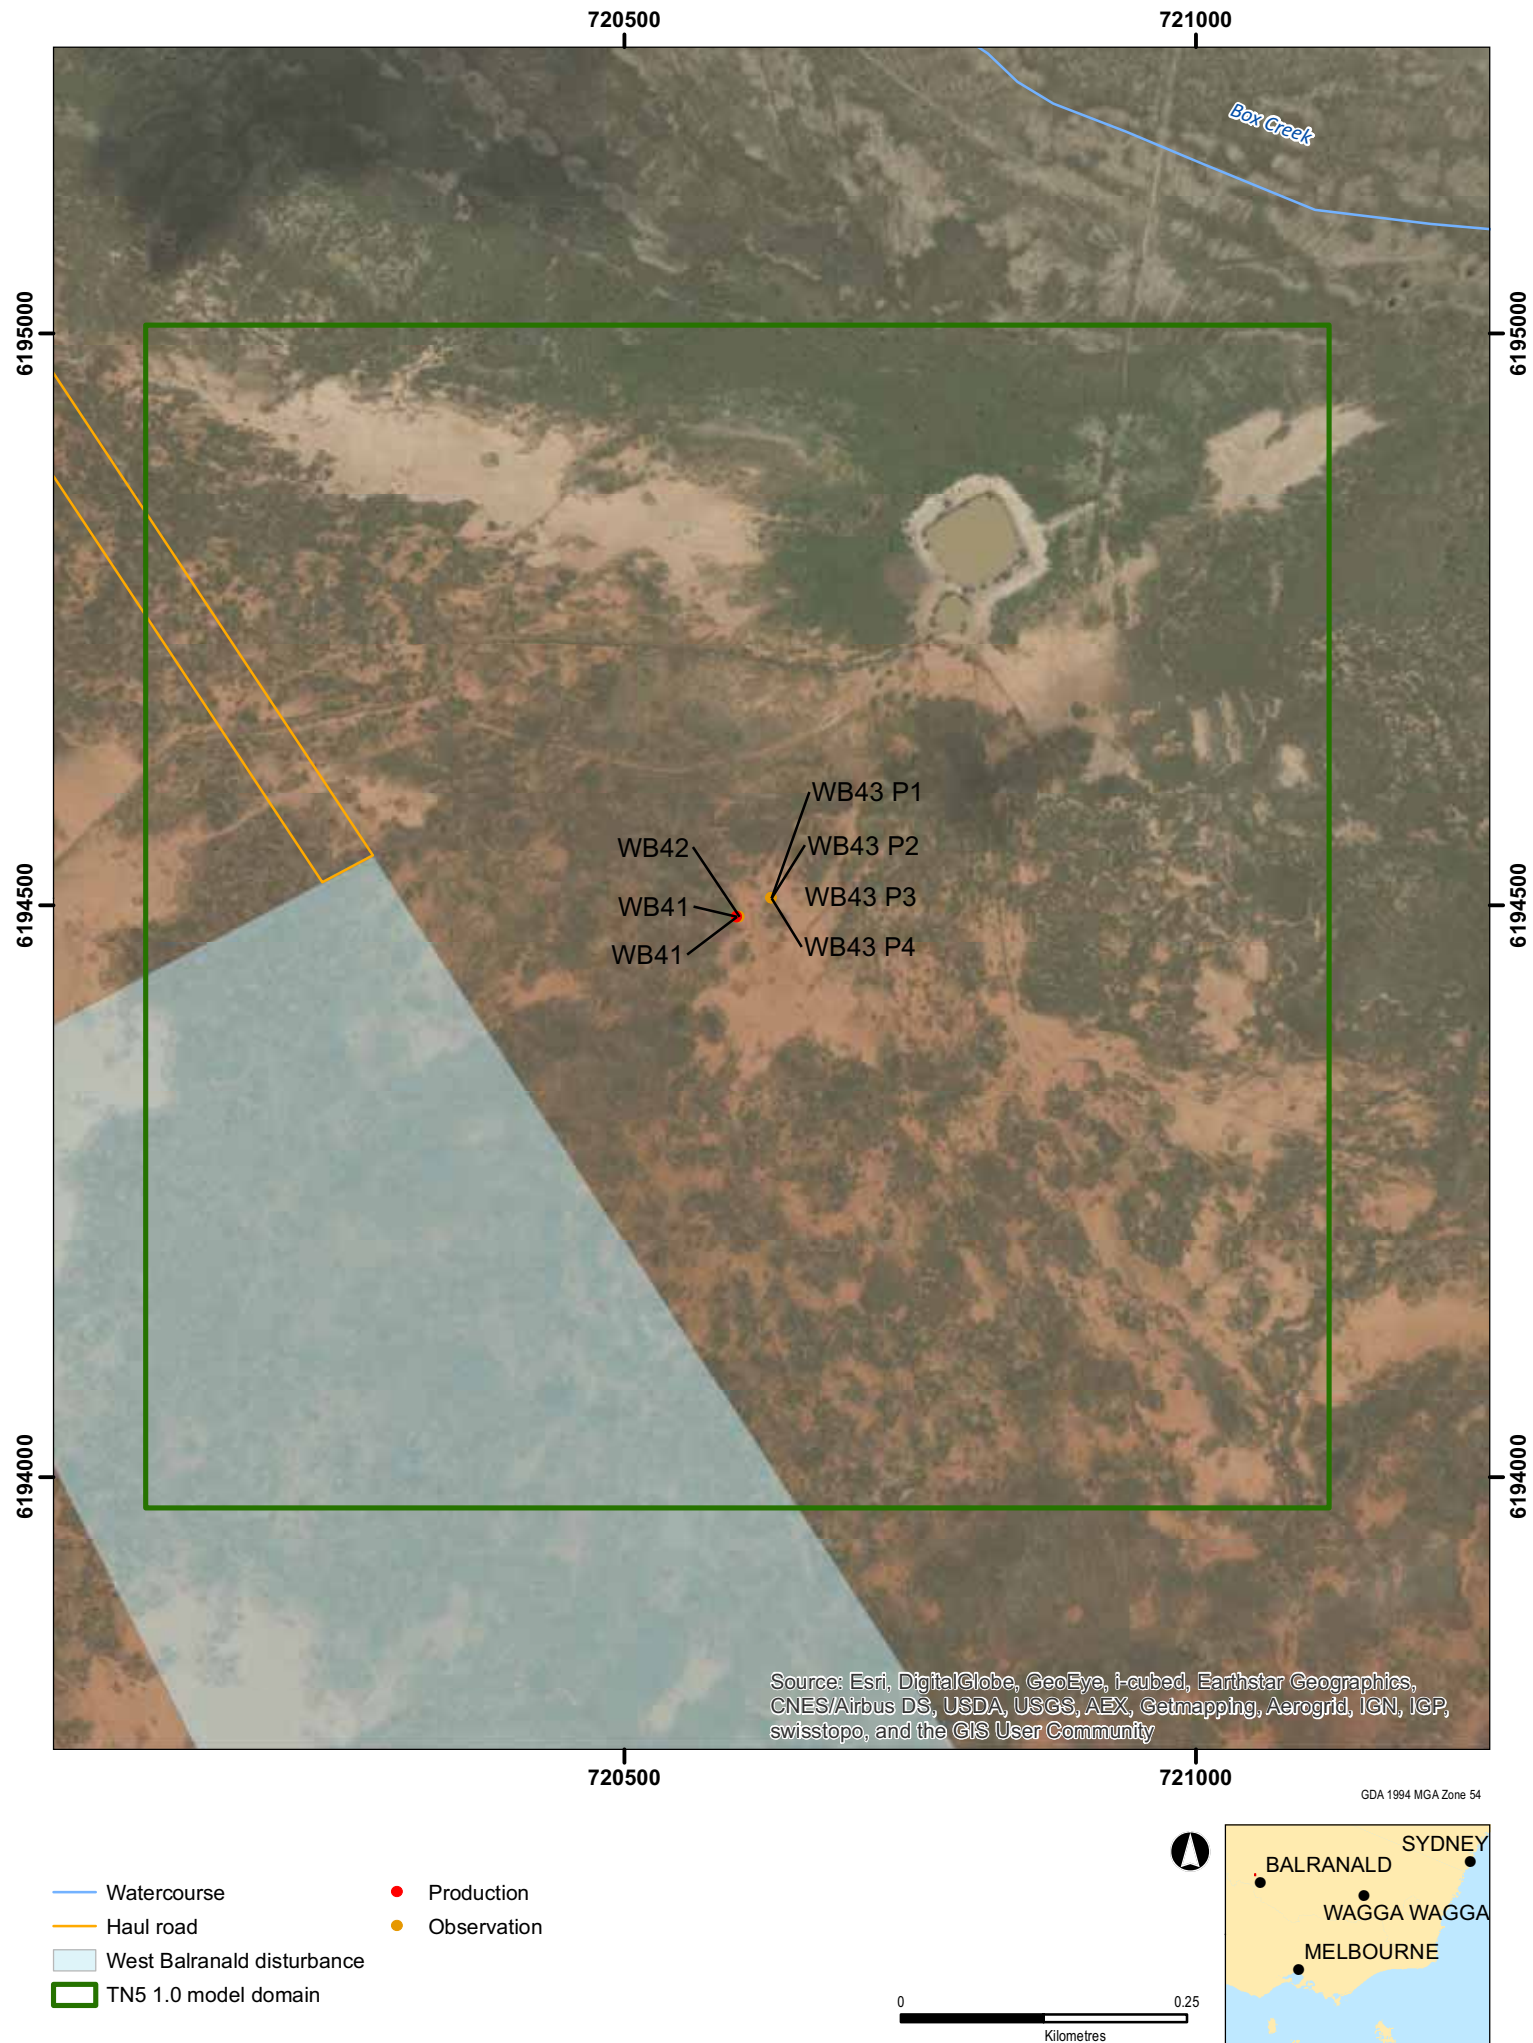 720500
721000
Box Creek
6195000
6195000
WB43 P1
WB42
WB43 P2
WB41
WB43 P3
WB41
WB43 P4
6194500
6194500
6194000
6194000
Source: Esri, DigitalGlobe, GeoEye, i-cubed, Earthstar Geographics,
CNES/Airbus DS, USDA, USGS, AEX, Getmapping, Aerogrid, IGN, IGP,
swisstopo, and the GIS User Community
720500
721000
GDA 1994 MGA Zone 54
Watercourse
Haul road
West Balranald disturbance
TN5 1.0 model domain
Production
Observation
0
0.25
Kilometres
SYDNEY
BALRANALD
WAGGA WAGGA
MELBOURNE